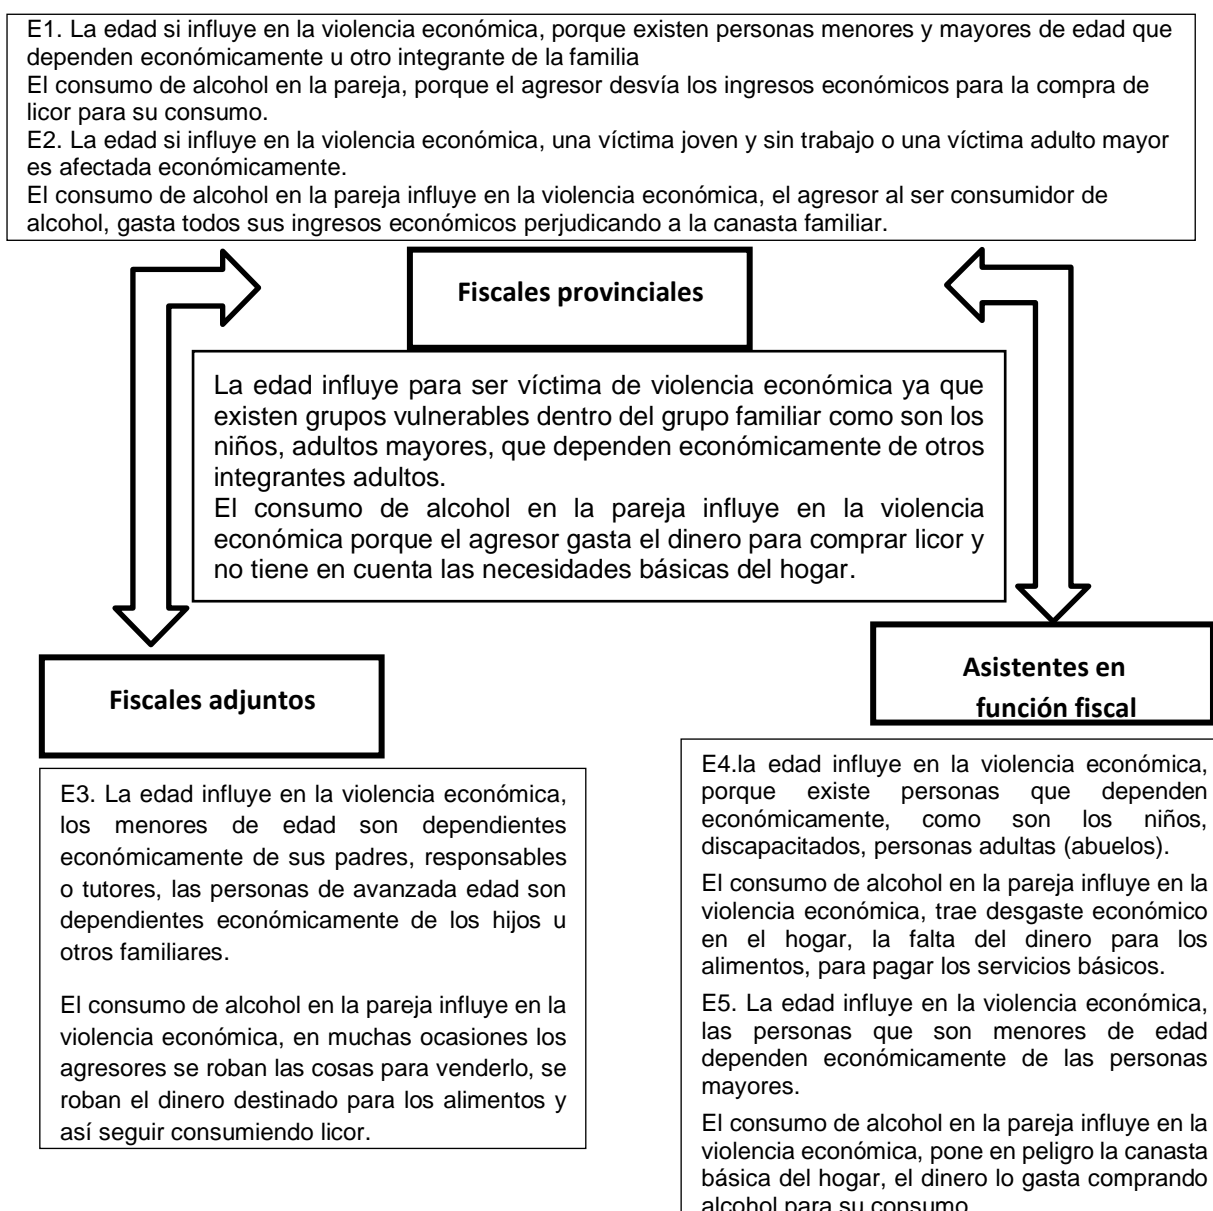 E1. La edad si influye en la violencia económica, porque existen personas menores y mayores de edad que
dependen económicamente u otro integrante de la familia
El consumo de alcohol en la pareja, porque el agresor desvía los ingresos económicos para la compra de
licor para su consumo.
E2. La edad si influye en la violencia económica, una víctima joven y sin trabajo o una víctima adulto mayor
es afectada económicamente.
El consumo de alcohol en la pareja influye en la violencia económica, el agresor al ser consumidor de
alcohol, gasta todos sus ingresos económicos perjudicando a la canasta familiar.
Fiscales provinciales
La edad influye para ser víctima de violencia económica ya que
existen grupos vulnerables dentro del grupo familiar como son los
niños, adultos mayores, que dependen económicamente de otros
integrantes adultos.
El consumo de alcohol en la pareja influye en la violencia
económica porque el agresor gasta el dinero para comprar licor y
no tiene en cuenta las necesidades básicas del hogar.
Fiscales adjuntos
E3. La edad influye en la violencia económica,
los menores de edad son dependientes
económicamente de sus padres, responsables
o tutores, las personas de avanzada edad son
dependientes económicamente de los hijos u
otros familiares.
El consumo de alcohol en la pareja influye en la
violencia económica, en muchas ocasiones los
agresores se roban las cosas para venderlo, se
roban el dinero destinado para los alimentos y
así seguir consumiendo licor.
Asistentes en
función fiscal
E4.la edad influye en la violencia económica,
porque existe personas que dependen
económicamente, como son los niños,
discapacitados, personas adultas (abuelos).
El consumo de alcohol en la pareja influye en la
violencia económica, trae desgaste económico
en el hogar, la falta del dinero para los
alimentos, para pagar los servicios básicos.
E5. La edad influye en la violencia económica,
las personas que son menores de edad
dependen económicamente de las personas
mayores.
El consumo de alcohol en la pareja influye en la
violencia económica, pone en peligro la canasta
básica del hogar, el dinero lo gasta comprando
alcohol para su consumo